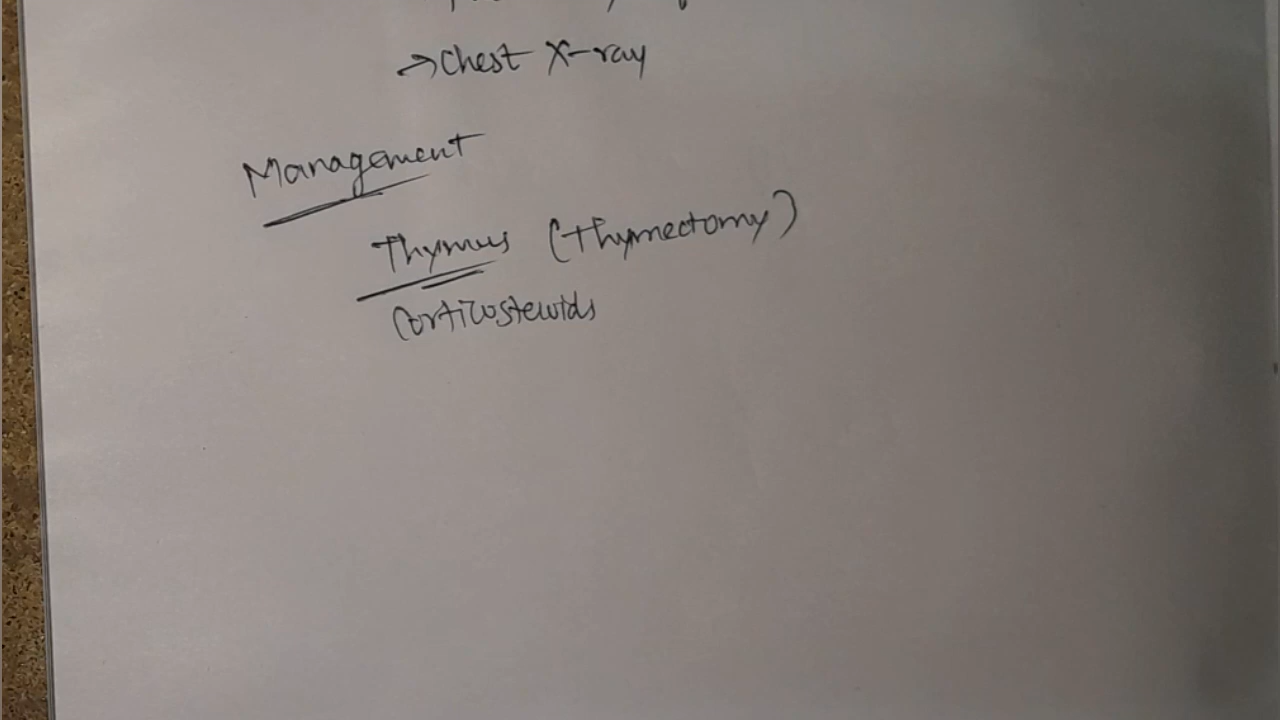 → Chest X-ray
Management
Thymus (Thymectomy)
Corticosteroids